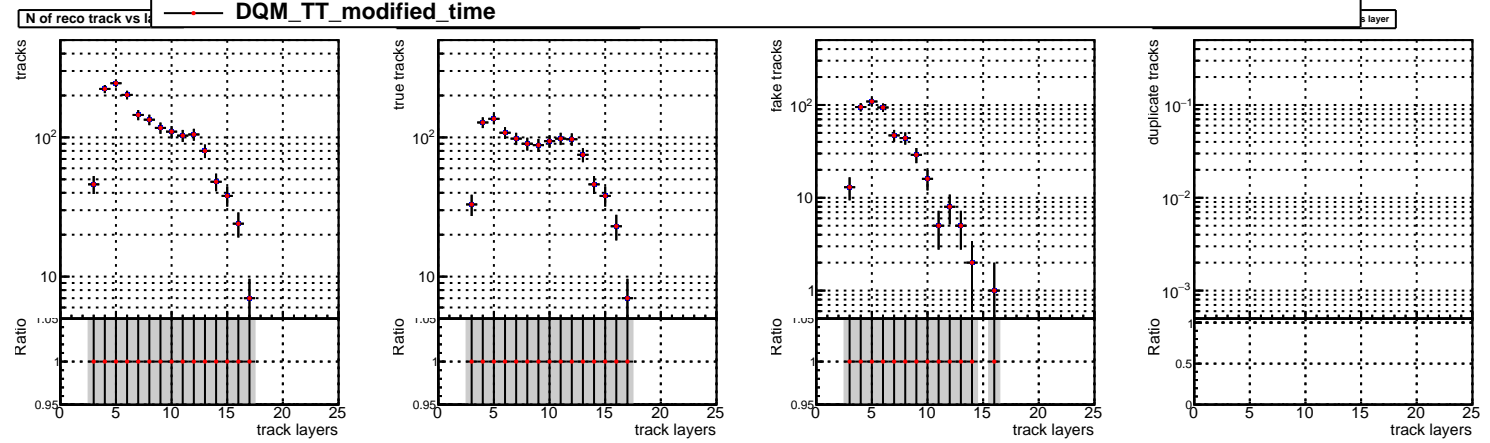 DQM_TT_modified_time
N of reco track vs la
s layer
tracks
10²
10
Ratio
1.05
1
0.95
0 5 10 15 20 25
track layers
true tracks
10²
10
Ratio
1.05
1
0.95
0 5 10 15 20 25
track layers
fake tracks
10²
10
1
Ratio
1.05
1
0.95
0 5 10 15 20 25
track layers
duplicate tracks
10⁻¹
10⁻²
10⁻³
Ratio
1
0.5
0
0 5 10 15 20 25
track layers